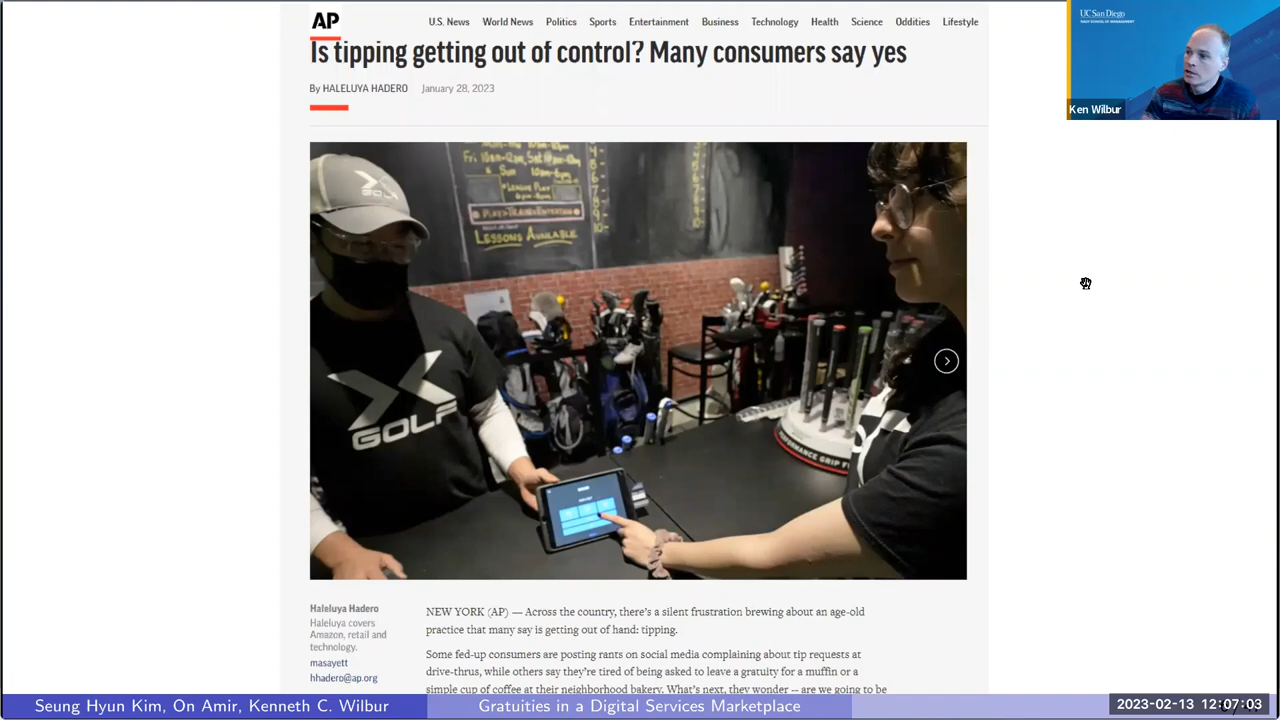 AP
U.S. News World News Politics Sports Entertainment Business Technology Health Science Oddities Lifestyle
Is tipping getting out of control? Many consumers say yes
By HALELUYA HADERO January 28, 2023
UC San Diego
RADY SCHOOL OF MANAGEMENT
Ken Wilbur
X
GOLF
LESSONS AVAILABLE
X
GOLF
PERFORMANCE GRIP
Haleluya Hadero
Haleluya covers
Amazon, retail and
technology.
masayett
hhadero@ap.org
NEW YORK (AP) — Across the country, there's a silent frustration brewing about an age-old
practice that many say is getting out of hand: tipping.
Some fed-up consumers are posting rants on social media complaining about tip requests at
drive-thrus, while others say they're tired of being asked to leave a gratuity for a muffin or a
simple cup of coffee at their neighborhood bakery. What's next, they wonder -- are we going to be
Seung Hyun Kim, On Amir, Kenneth C. Wilbur
Gratuities in a Digital Services Marketplace
2023-02-13 12:07:03